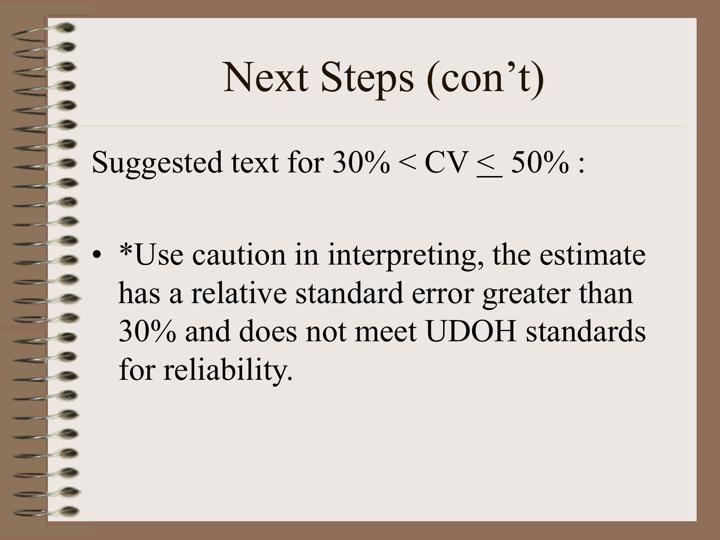 Next Steps (con’t)
Suggested text for 30% < CV ≤ 50% :
• *Use caution in interpreting, the estimate
has a relative standard error greater than
30% and does not meet UDOH standards
for reliability.